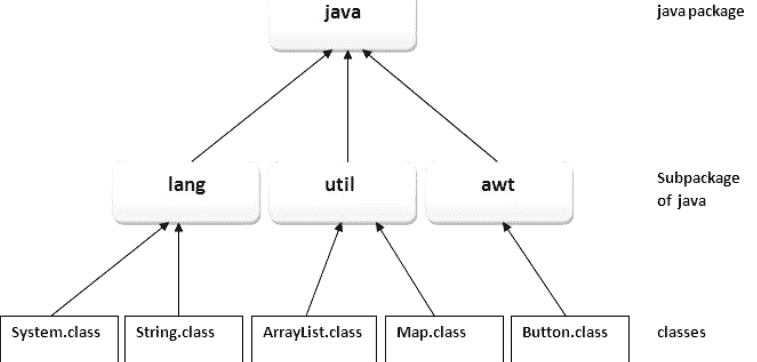 java
java package
lang
util
awt
Subpackage
of java
System.class
String.class
ArrayList.class
Map.class
Button.class
classes